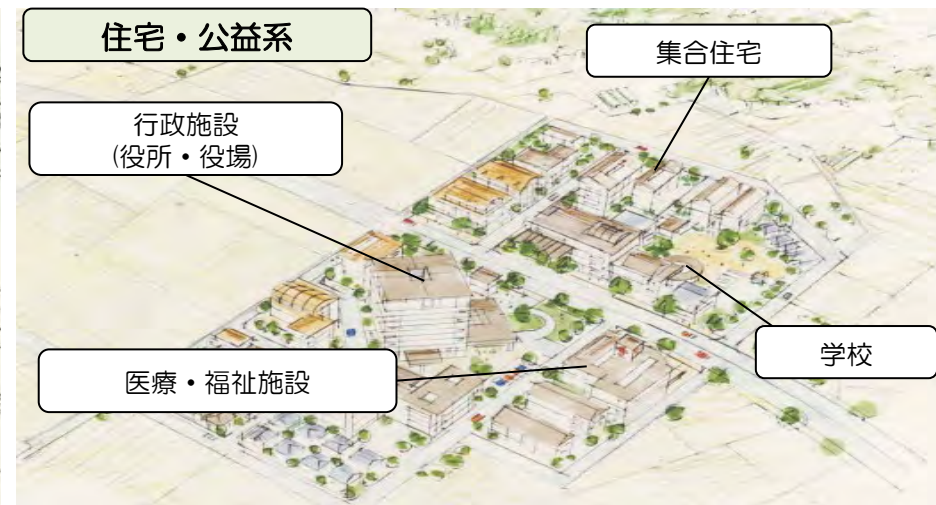 住宅・公益系
集合住宅
行政施設
(役所・役場)
学校
医療・福祉施設